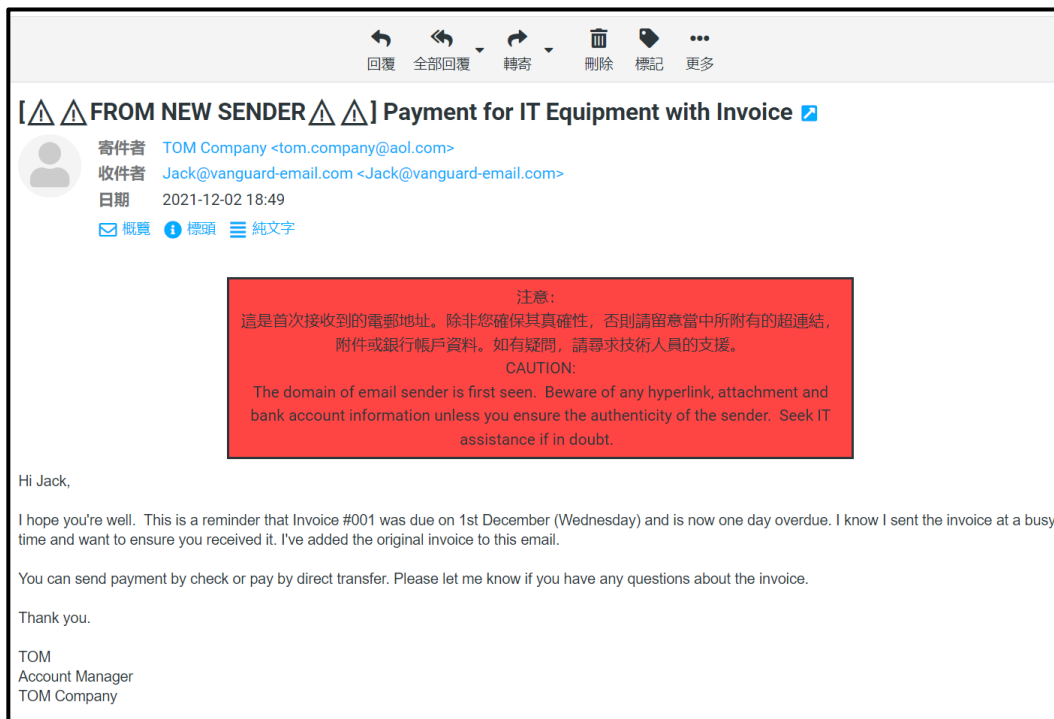 回覆 全部回覆 轉寄 刪除 標記 更多
[⚠ ⚠FROM NEW SENDER⚠ ⚠] Payment for IT Equipment with Invoice
寄件者 TOM Company <tom.company@aol.com>
收件者 Jack@vanguard-email.com <Jack@vanguard-email.com>
日期 2021-12-02 18:49
概覽 標頭 純文字
注意：
這是首次接收到的電郵地址。除非您確保其真確性，否則請留意當中所附有的超連結，
附件或銀行帳戶資料。如有疑問，請尋求技術人員的支援。
CAUTION:
The domain of email sender is first seen. Beware of any hyperlink, attachment and
bank account information unless you ensure the authenticity of the sender. Seek IT
assistance if in doubt.
Hi Jack,
I hope you're well. This is a reminder that Invoice #001 was due on 1st December (Wednesday) and is now one day overdue. I know I sent the invoice at a busy
time and want to ensure you received it. I've added the original invoice to this email.
You can send payment by check or pay by direct transfer. Please let me know if you have any questions about the invoice.
Thank you.
TOM
Account Manager
TOM Company